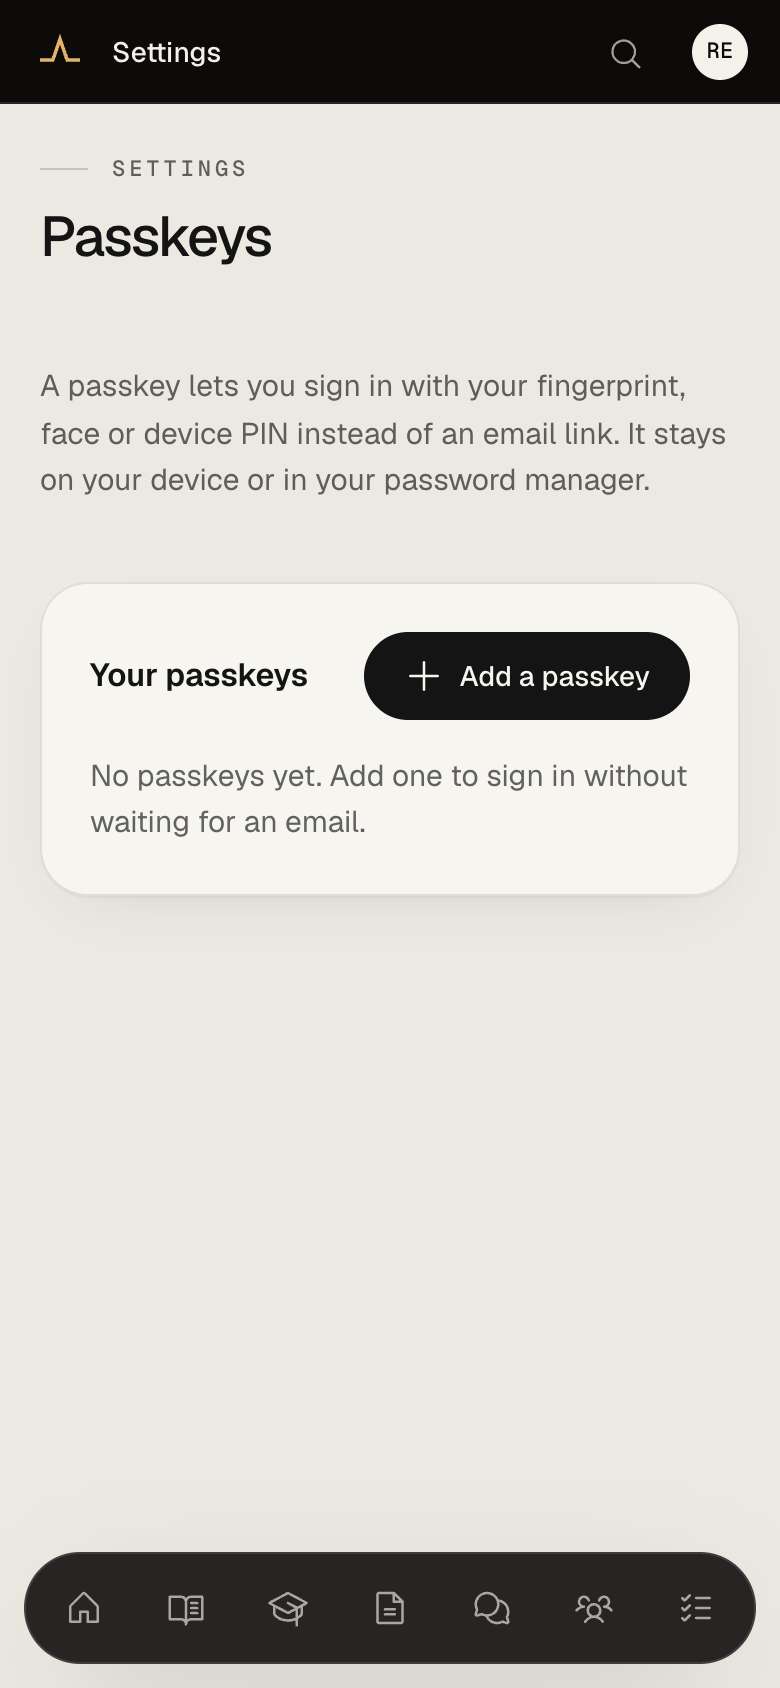 Settings
RE
SETTINGS
Passkeys
A passkey lets you sign in with your fingerprint,
face or device PIN instead of an email link. It stays
on your device or in your password manager.
Your passkeys
Add a passkey
No passkeys yet. Add one to sign in without
waiting for an email.